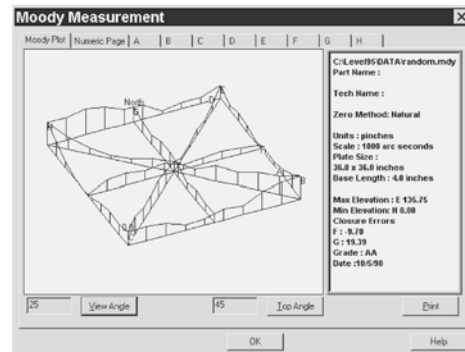 Moody Measurement
Moody Plot Numeric Page A B C D E F G H
C:\Level95\DATA\random.mdy
Part Name :
Tech Name :
Zero Method: Natural
Units : pinches
Scale : 1000 arc seconds
Plate Size :
36.0 x 36.0 inches
Base Length : 4.0 inches
Max Elevation : E 135.75
Min Elevation: H 0.00
Closure Errors
F : -9.70
G : 19.39
Grade : AA
Date :10/5/98
North
B
25 View Angle 45 Top Angle Print
OK Help